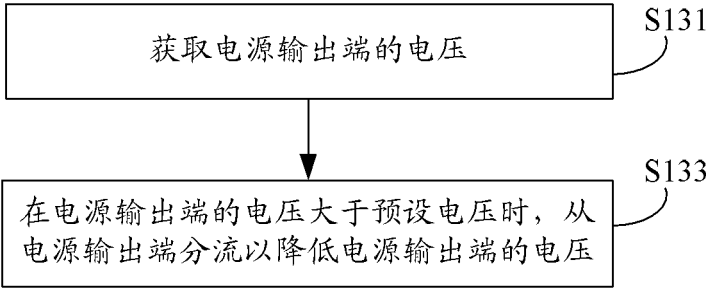 S131
获取电源输出端的电压
S133
在电源输出端的电压大于预设电压时，从
电源输出端分流以降低电源输出端的电压